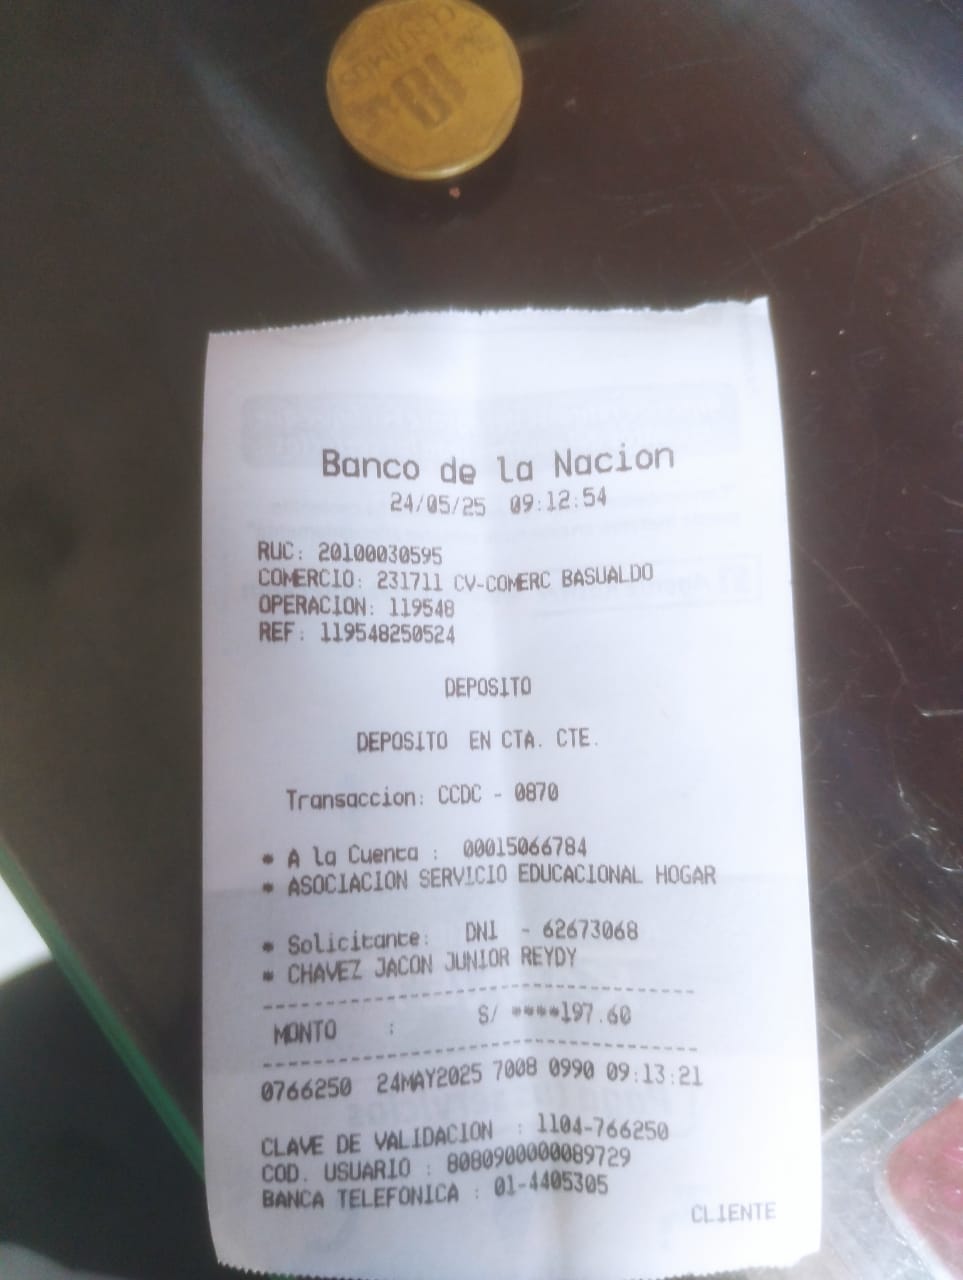 10
CENTIMOS
Banco de la Nacion
24/05/25 09:12:54
RUC: 20100030595
COMERCIO: 231711 CV-COMERC BASUALDO
OPERACION: 119548
REF: 119548250524
DEPOSITO
DEPOSITO EN CTA. CTE.
Transaccion: CCDC - 0870
* A la Cuenta : 00015066784
* ASOCIACION SERVICIO EDUCACIONAL HOGAR
* Solicitante: DNI - 62673068
* CHAVEZ JACON JUNIOR REYDY
MONTO : S/ ****197.60
0766250 24MAY2025 7008 0990 09:13:21
CLAVE DE VALIDACION : 1104-766250
COD. USUARIO : 8080900000089729
BANCA TELEFONICA : 01-4405305
CLIENTE